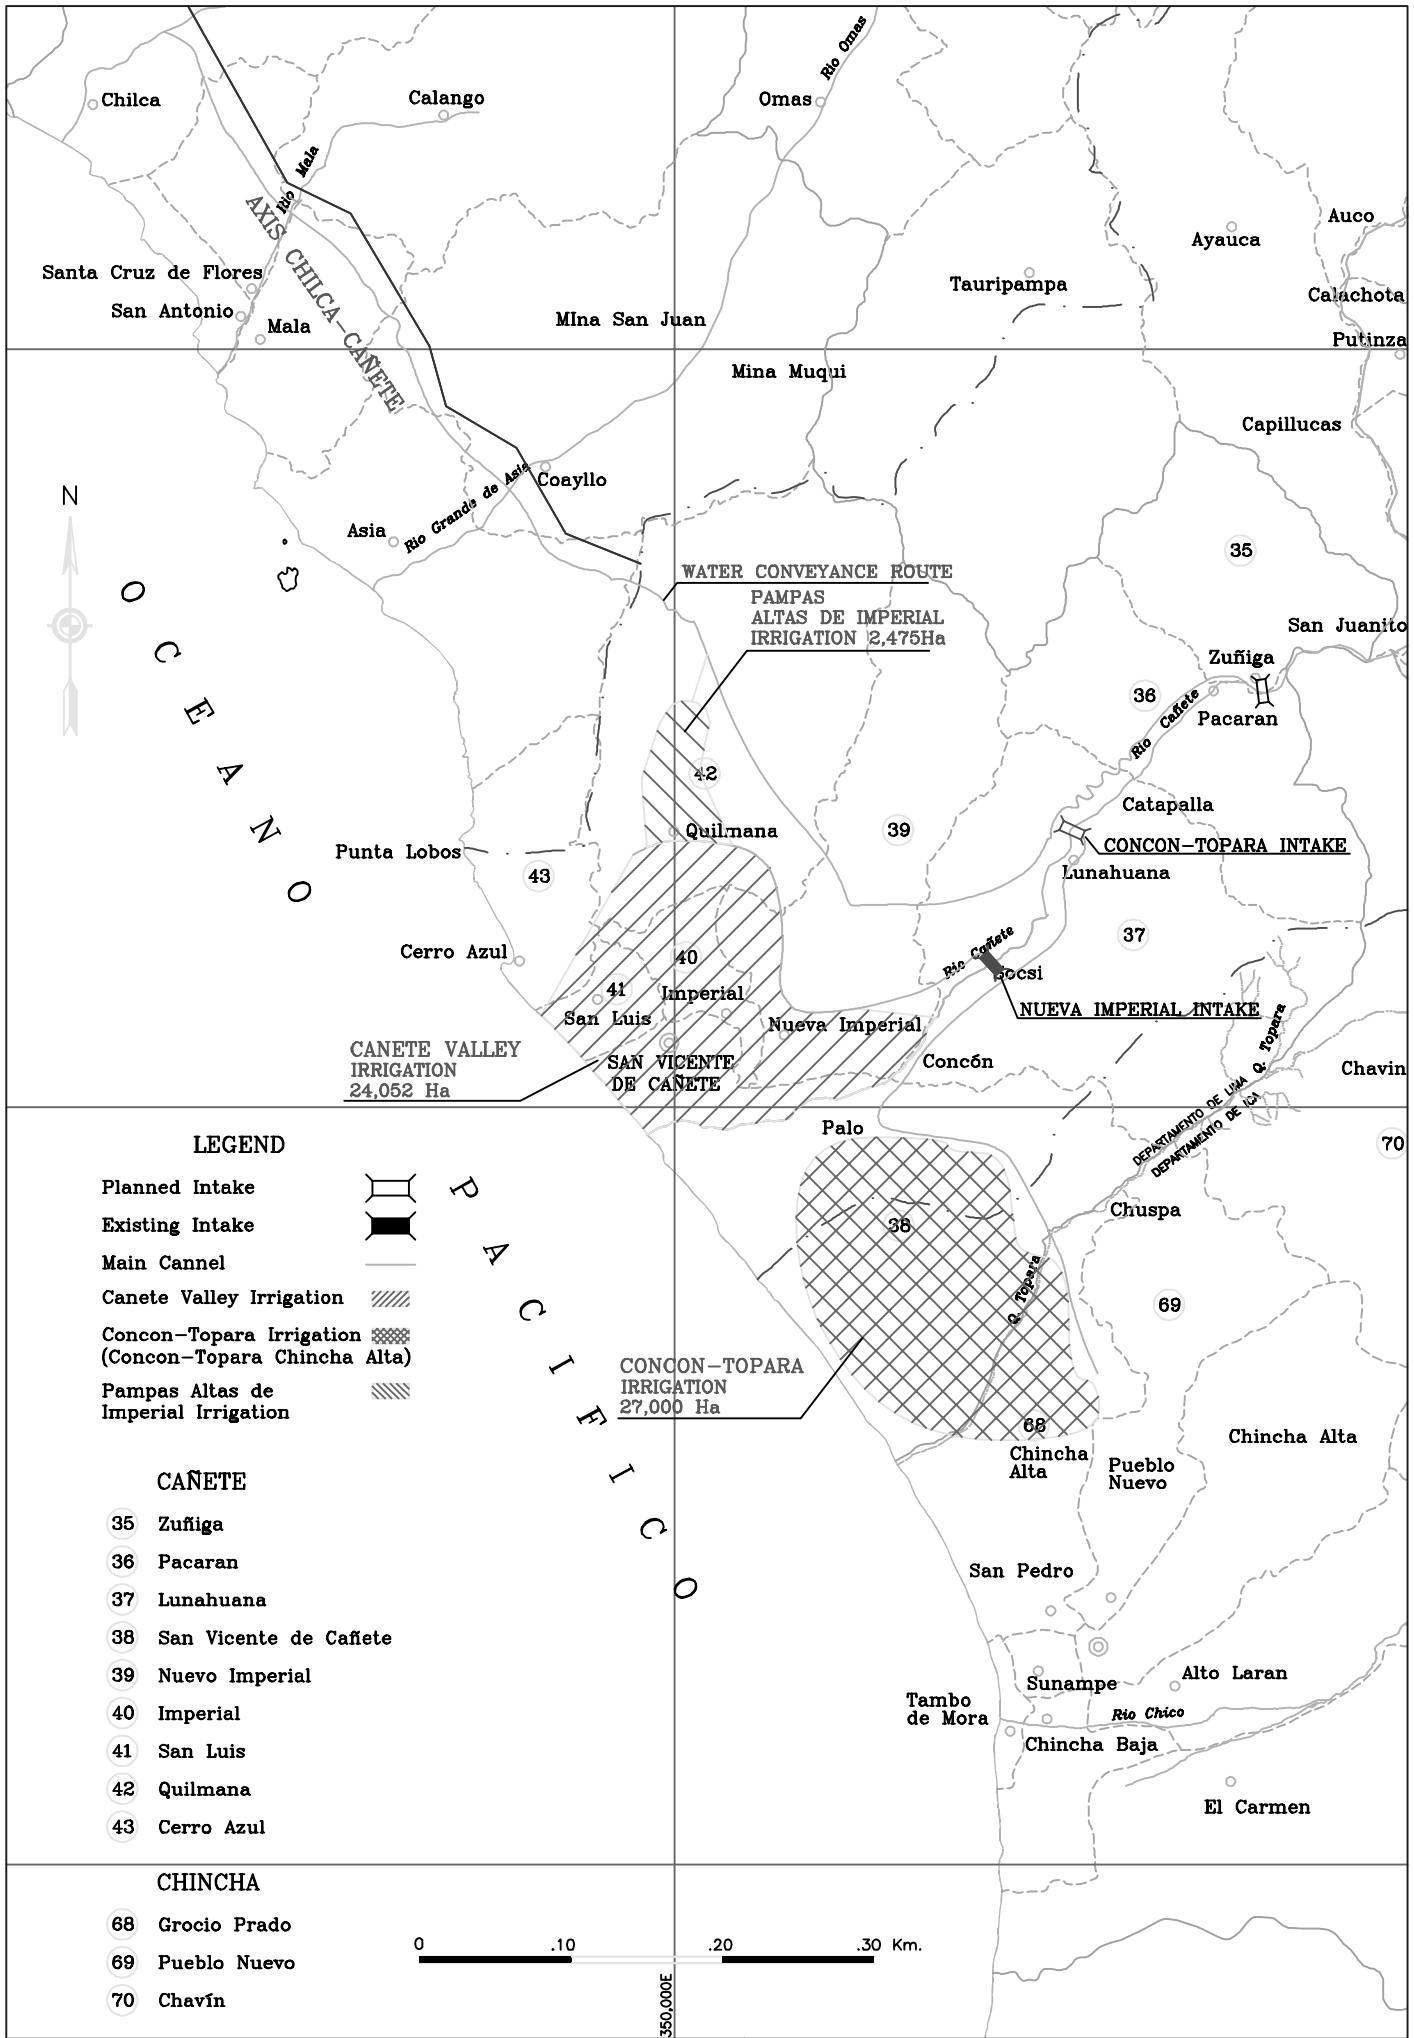 Chilca
Calango
Omas
Rio Omas
Rio Mala
AXIS CHILCA-CAÑETE
Auco
Ayauca
Santa Cruz de Flores
San Antonio
Mala
Tauripampa
Calachota
MIna San Juan
Putinza
Mina Muqui
Capillucas
Coayllo
Rio Grande de Asia
Asia
N
35
WATER CONVEYANCE ROUTE
PAMPAS
ALTAS DE IMPERIAL
IRRIGATION 2,475Ha
San Juanito
Zuñiga
36
Pacaran
Rio Cañete
OCEANO
42
Catapalla
Quilmana
39
CONCON-TOPARA INTAKE
Punta Lobos
43
Lunahuana
37
Cerro Azul
40
Rio Cañete
Socsi
41
Imperial
San Luis
Nueva Imperial
NUEVA IMPERIAL INTAKE
Q. Topara
CANETE VALLEY
IRRIGATION
24,052 Ha
SAN VICENTE
DE CAÑETE
Concón
Chavin
DEPARTAMENTO DE LIMA
DEPARTAMENTO DE ICA
Palo
70
LEGEND
Planned Intake
Existing Intake
Main Cannel
Canete Valley Irrigation
Concon-Topara Irrigation
(Concon-Topara Chincha Alta)
Pampas Altas de
Imperial Irrigation
PACIFICO
Chuspa
38
Q. Topara
69
CONCON-TOPARA
IRRIGATION
27,000 Ha
68
Chincha
Alta
Chincha Alta
Pueblo
Nuevo
CAÑETE
35 Zuñiga
36 Pacaran
37 Lunahuana
38 San Vicente de Cañete
39 Nuevo Imperial
40 Imperial
41 San Luis
42 Quilmana
43 Cerro Azul
San Pedro
Sunampe
Alto Laran
Tambo
de Mora
Rio Chico
Chincha Baja
El Carmen
CHINCHA
68 Grocio Prado
69 Pueblo Nuevo
70 Chavín
0 .10 .20 .30 Km.
350,000E